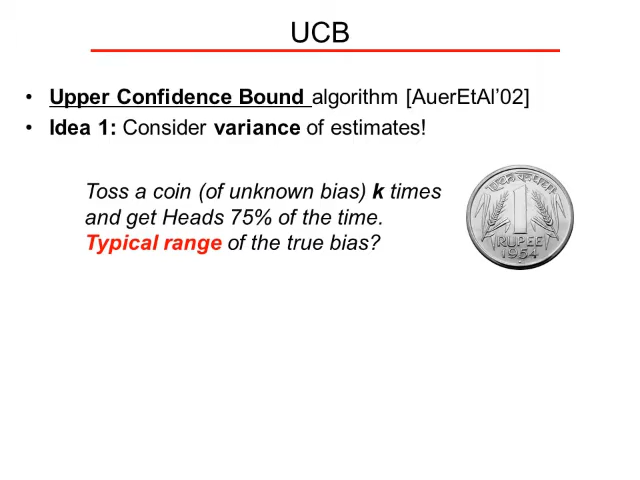 UCB
• Upper Confidence Bound algorithm [AuerEtAl’02]
• Idea 1: Consider variance of estimates!
Toss a coin (of unknown bias) k times
and get Heads 75% of the time.
Typical range of the true bias?
1
RUPEE
1954